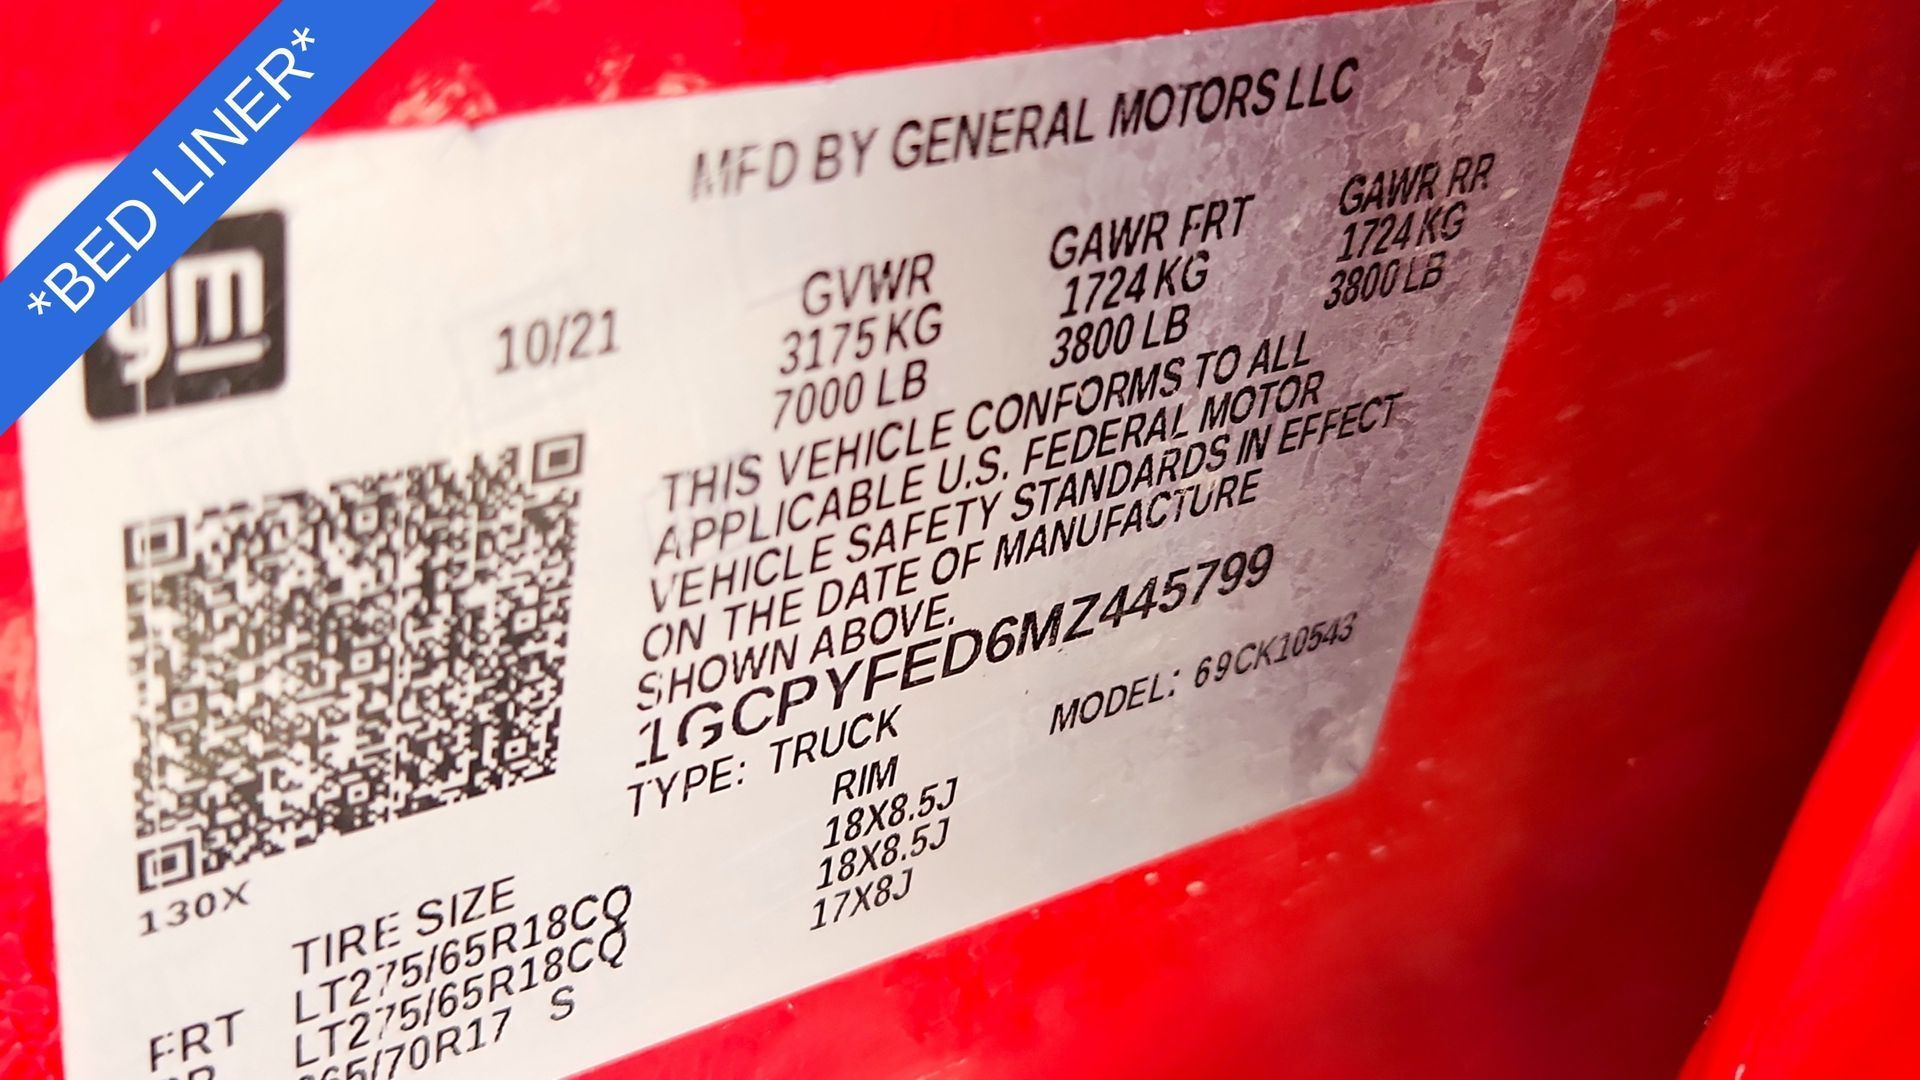 *BED LINER*
MFD BY GENERAL MOTORS LLC
gm
10/21
GVWR
3175 KG
7000 LB
GAWR FRT
1724 KG
3800 LB
GAWR RR
1724 KG
3800 LB
THIS VEHICLE CONFORMS TO ALL
APPLICABLE U.S. FEDERAL MOTOR
VEHICLE SAFETY STANDARDS IN EFFECT
ON THE DATE OF MANUFACTURE
SHOWN ABOVE.
1GCPYFED6MZ445799
TYPE: TRUCK MODEL: 69CK10543
130X
TIRE SIZE RIM
FRT LT275/65R18CQ 18X8.5J
LT275/65R18CQ 18X8.5J
65/70R17 S 17X8J